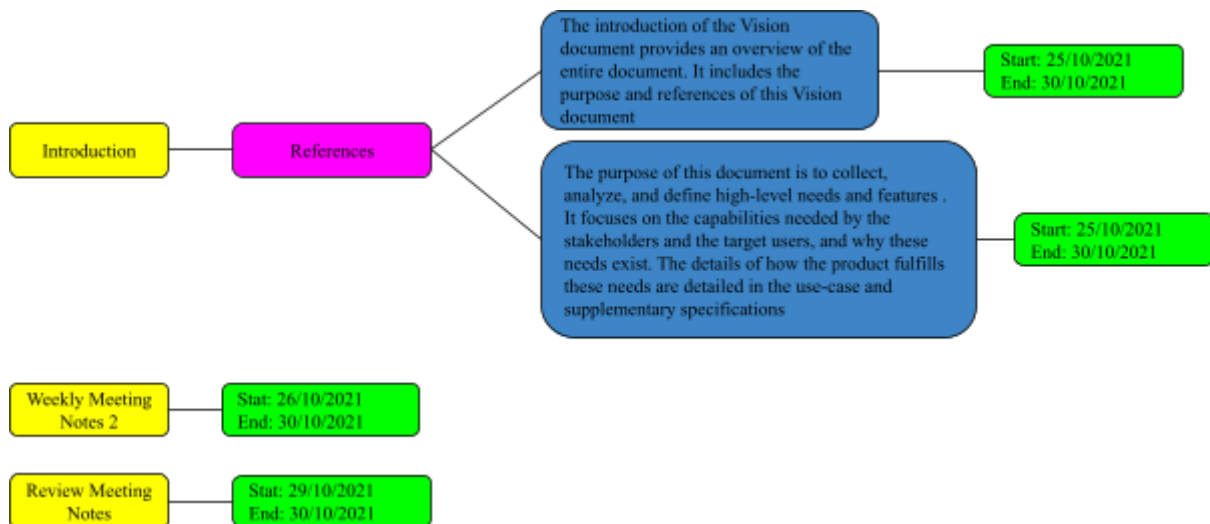 Introduction
References
The introduction of the Vision
document provides an overview of the
entire document. It includes the
purpose and references of this Vision
document
Start: 25/10/2021
End: 30/10/2021
The purpose of this document is to collect,
analyze, and define high-level needs and features .
It focuses on the capabilities needed by the
stakeholders and the target users, and why these
needs exist. The details of how the product fulfills
these needs are detailed in the use-case and
supplementary specifications
Start: 25/10/2021
End: 30/10/2021
Weekly Meeting
Notes 2
Stat: 26/10/2021
End: 30/10/2021
Review Meeting
Notes
Stat: 29/10/2021
End: 30/10/2021